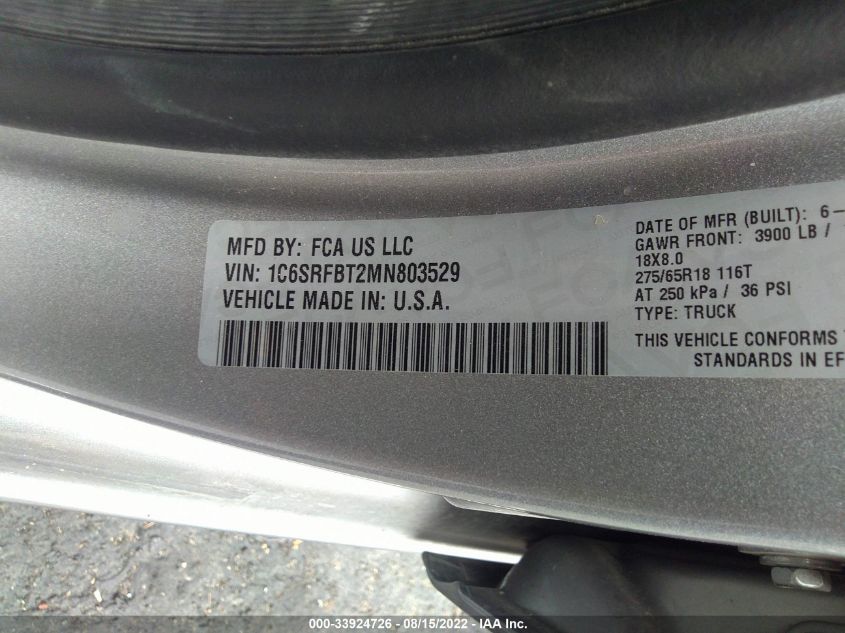 MFD BY: FCA US LLC
VIN: 1C6SRFBT2MN803529
VEHICLE MADE IN: U.S.A.
DATE OF MFR (BUILT): 6-
GAWR FRONT: 3900 LB /
18X8.0
275/65R18 116T
AT 250 kPa / 36 PSI
TYPE: TRUCK
THIS VEHICLE CONFORMS
STANDARDS IN EF
000-33924726 - 08/15/2022 - IAA Inc.